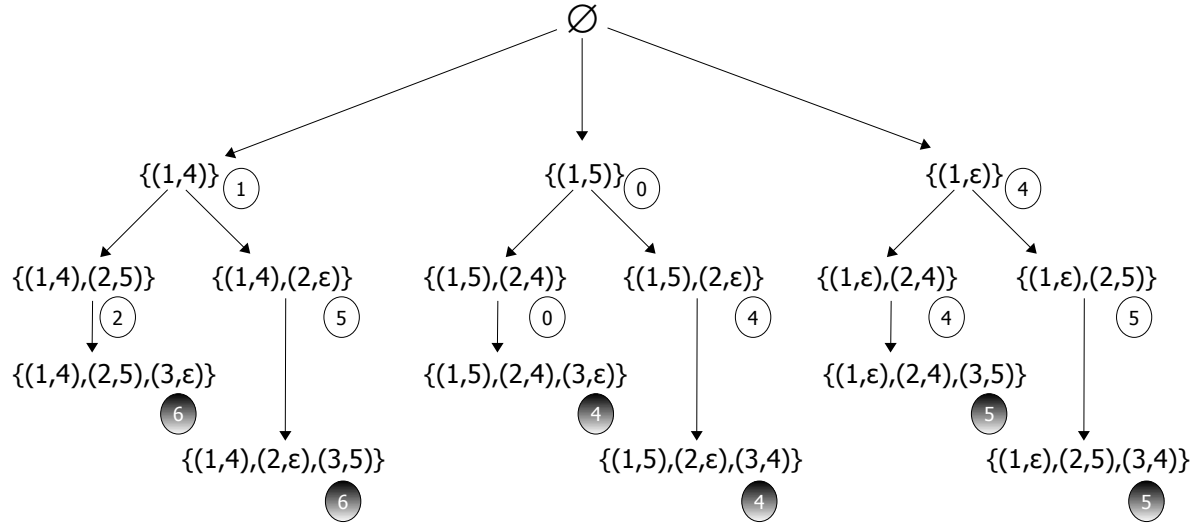 ∅
{(1,4)} 1 {(1,5)} 0 {(1,ε)} 4
{(1,4),(2,5)} {(1,4),(2,ε)} {(1,5),(2,4)} {(1,5),(2,ε)} {(1,ε),(2,4)} {(1,ε),(2,5)}
2 5 0 4 4 5
{(1,4),(2,5),(3,ε)} {(1,5),(2,4),(3,ε)} {(1,ε),(2,4),(3,5)}
6 4 5
{(1,4),(2,ε),(3,5)} {(1,5),(2,ε),(3,4)} {(1,ε),(2,5),(3,4)}
6 4 5